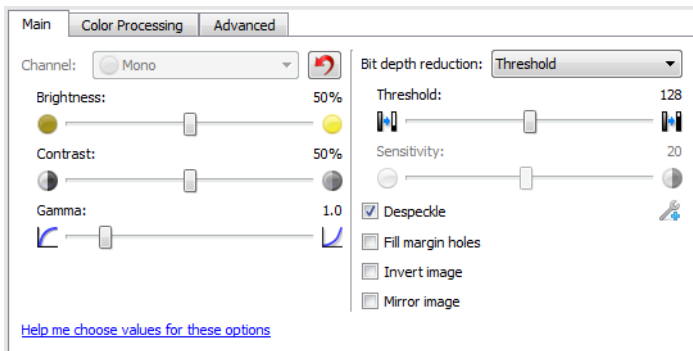 Main Color Processing Advanced
Channel: Mono
Brightness: 50%
Contrast: 50%
Gamma: 1.0
Bit depth reduction: Threshold
Threshold: 128
Sensitivity: 20
Despeckle
Fill margin holes
Invert image
Mirror image
Help me choose values for these options